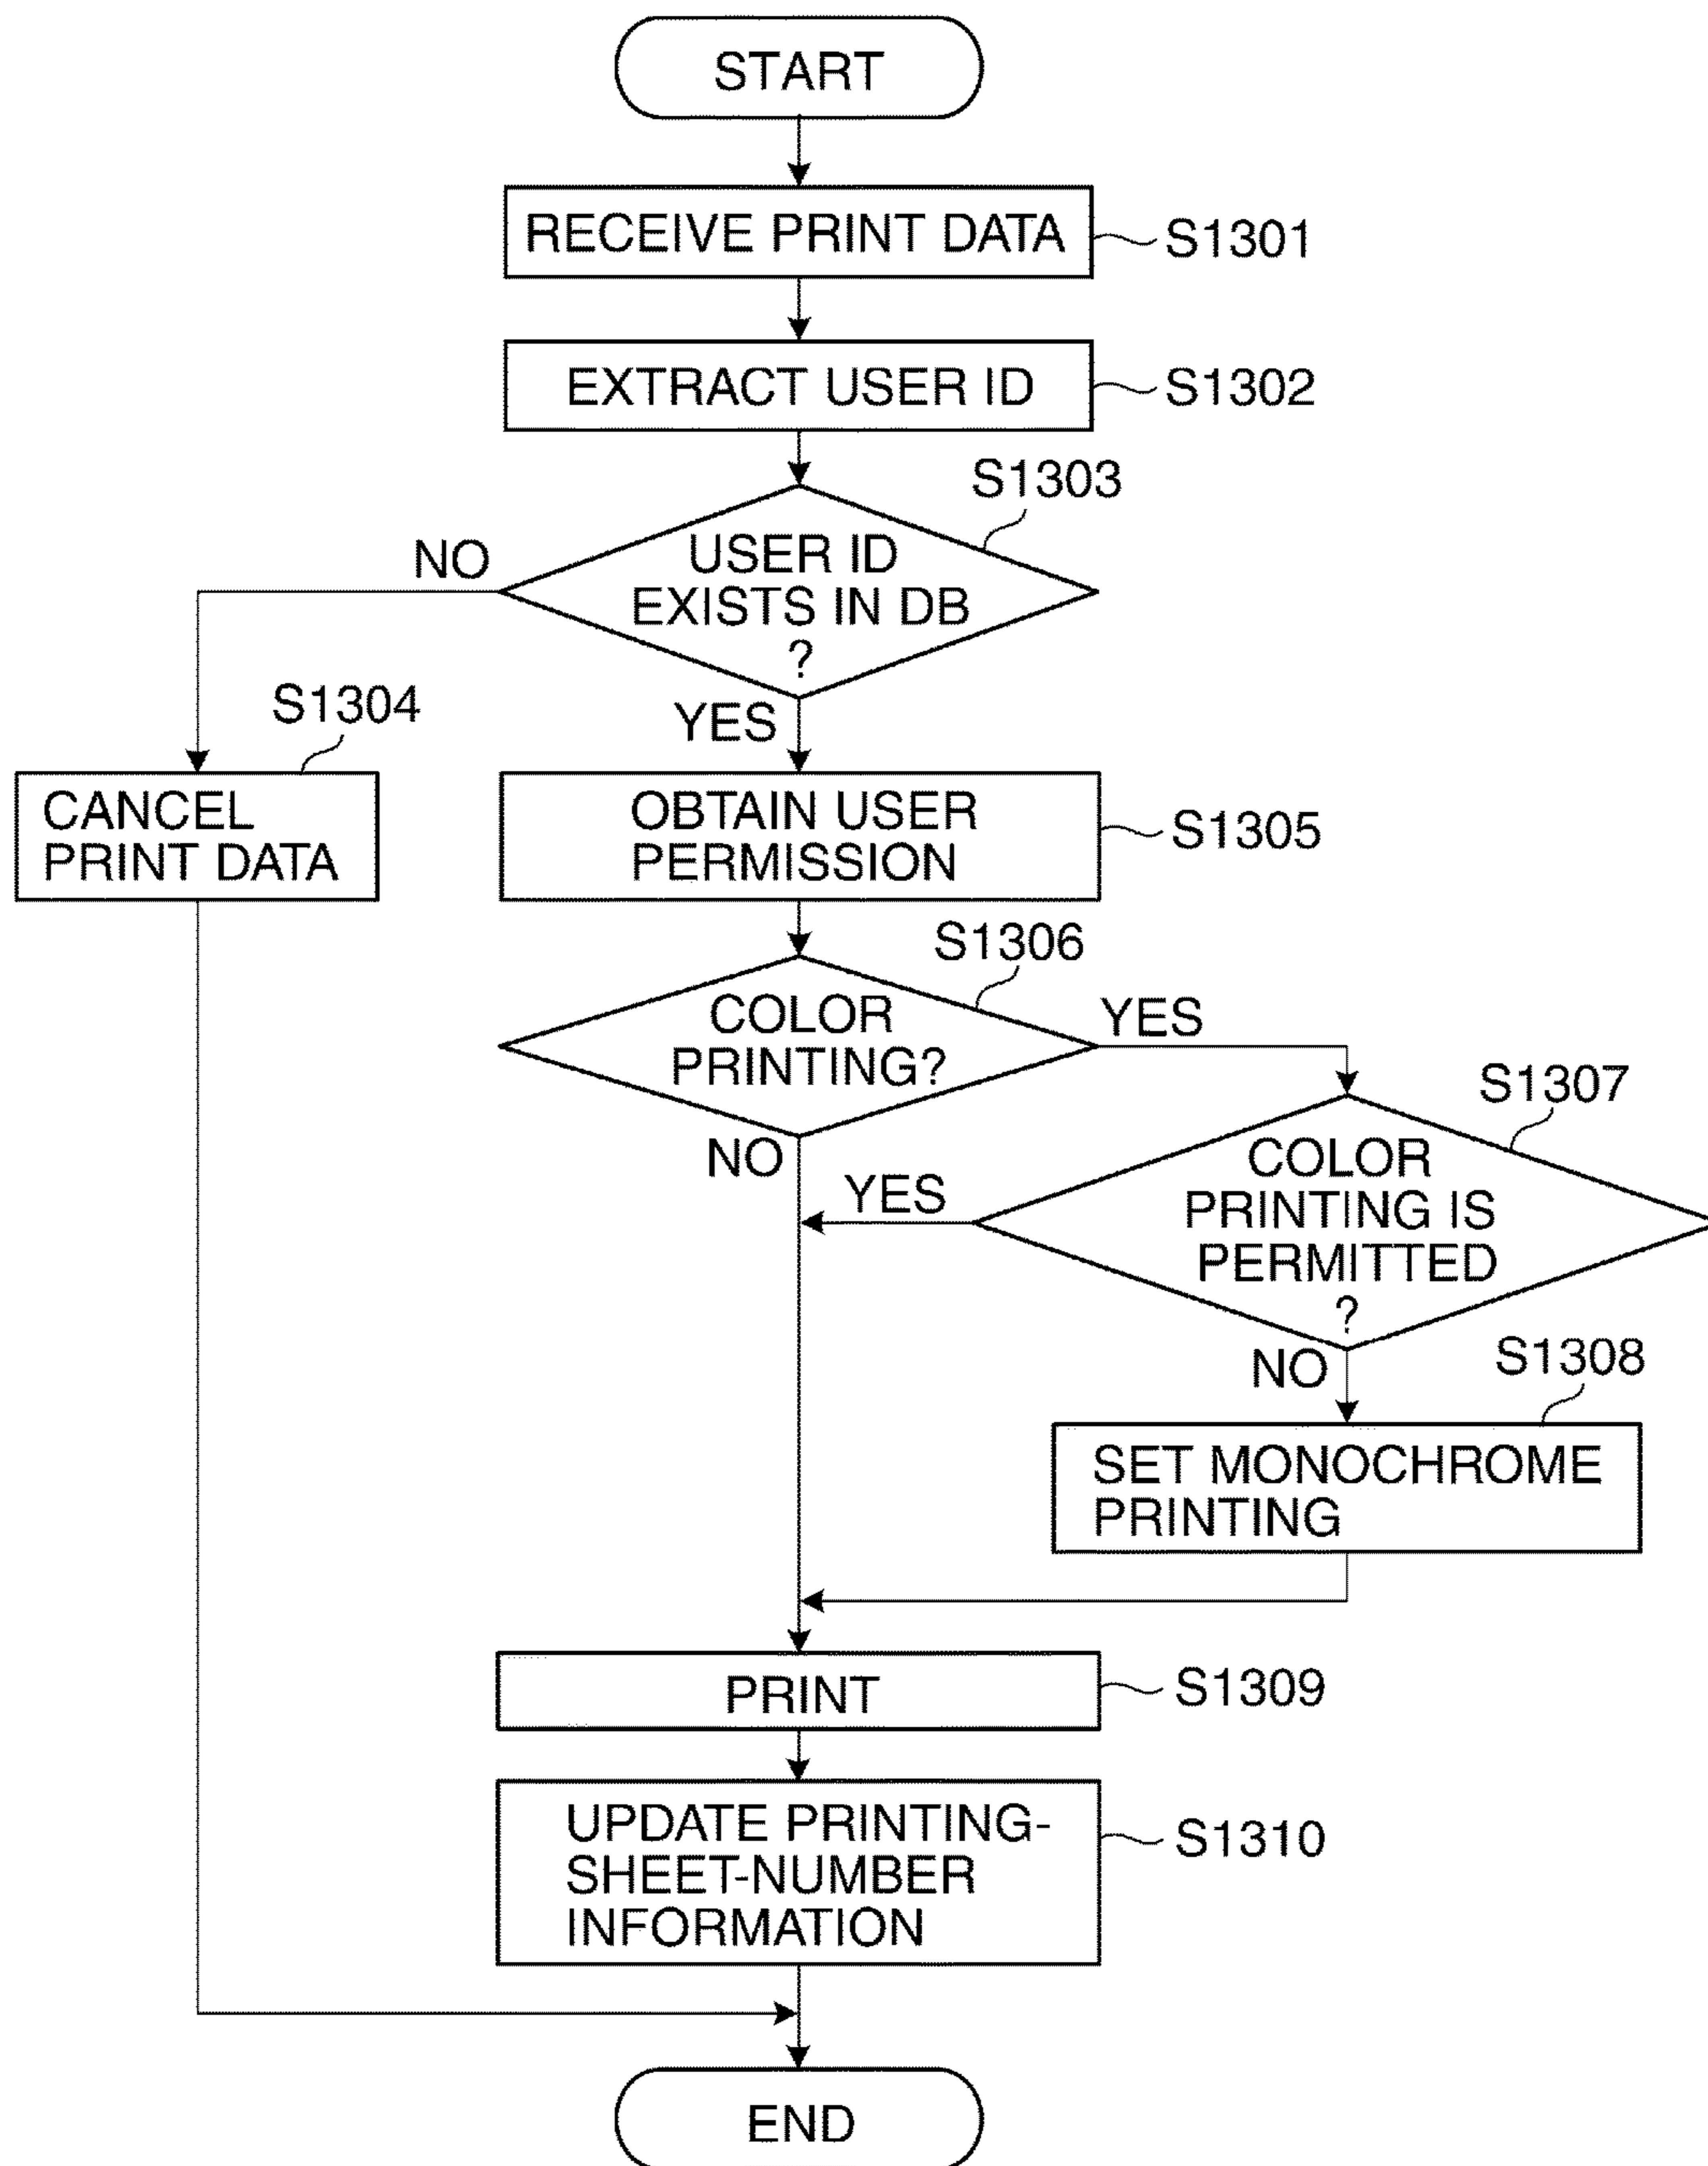 START
RECEIVE PRINT DATA
S1301
EXTRACT USER ID
S1302
S1303
NO
USER ID
EXISTS IN DB
?
S1304
YES
CANCEL
PRINT DATA
OBTAIN USER
PERMISSION
S1305
S1306
COLOR
PRINTING?
YES
S1307
NO
YES
COLOR
PRINTING IS
PERMITTED
?
NO
S1308
SET MONOCHROME
PRINTING
PRINT
S1309
UPDATE PRINTING-
SHEET-NUMBER
INFORMATION
S1310
END